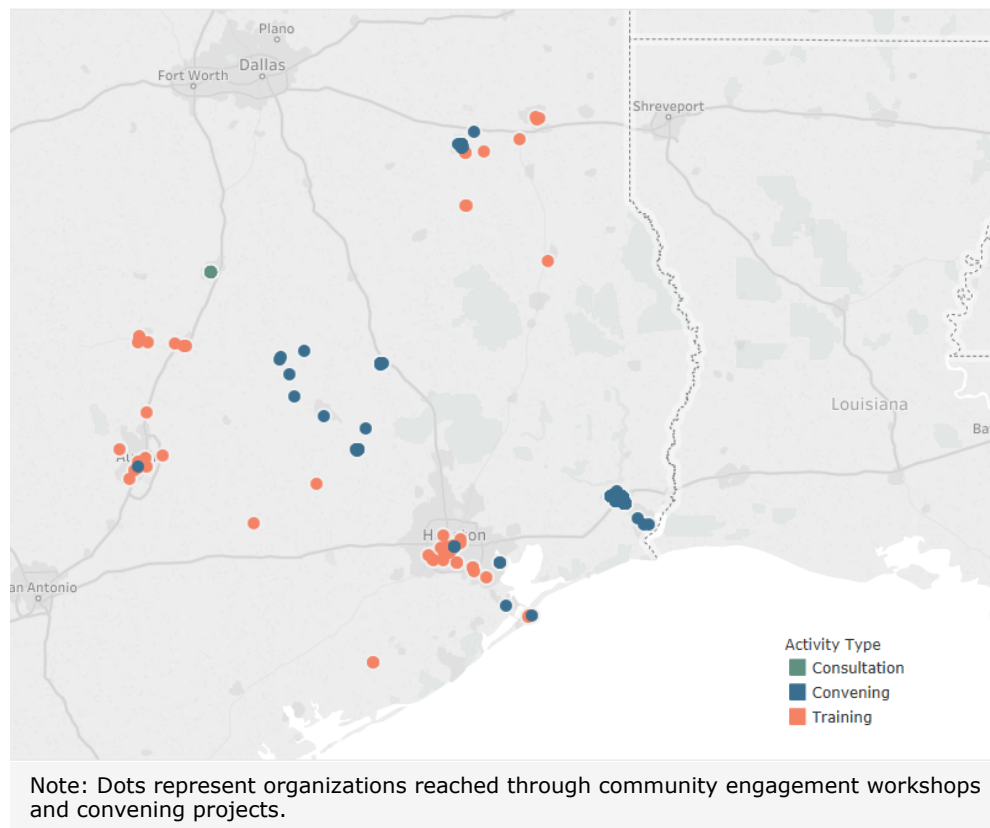 Plano
Dallas
Fort Worth
Shreveport
Louisiana
Ba
an Antonio
Activity Type
Consultation
Convening
Training
Note: Dots represent organizations reached through community engagement workshops
and convening projects.